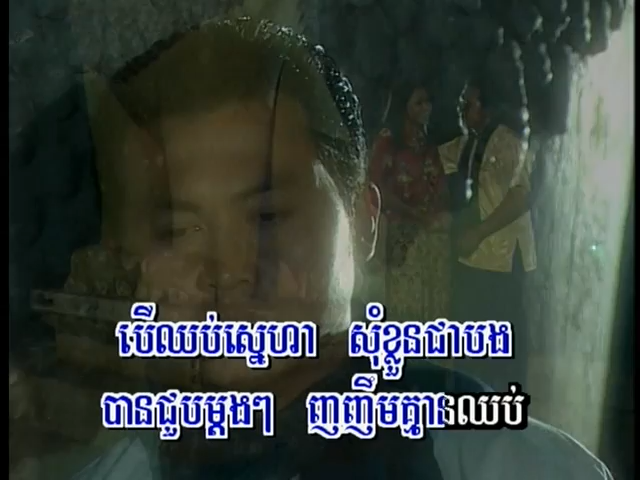 បើឈប់ស្នេហា សុំខ្លួនជាបង
បានជួបម្ដងៗ ញញឹមគ្មានឈប់